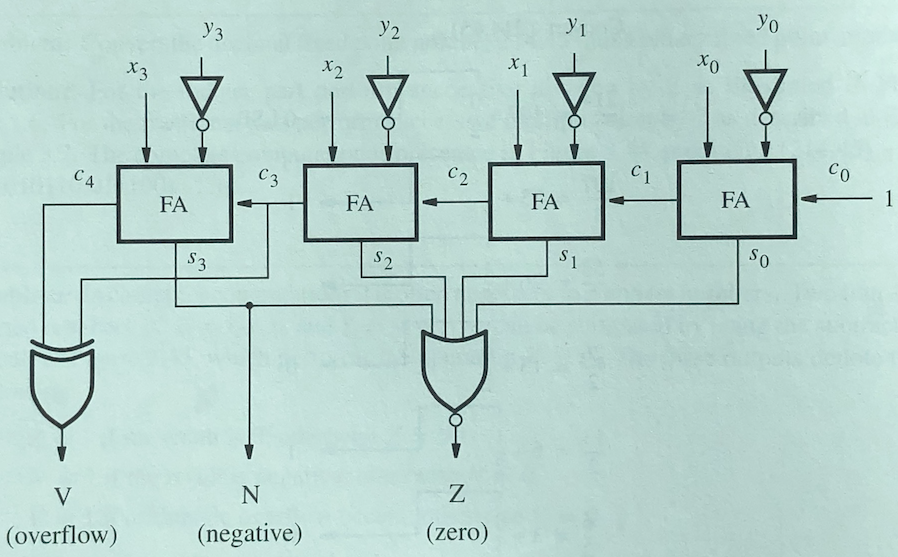 y3 y2 y1 y0
x3 x2 x1 x0
c4 FA c3 FA c2 FA c1 FA c0 1
s3 s2 s1 s0
V N Z
(overflow) (negative) (zero)